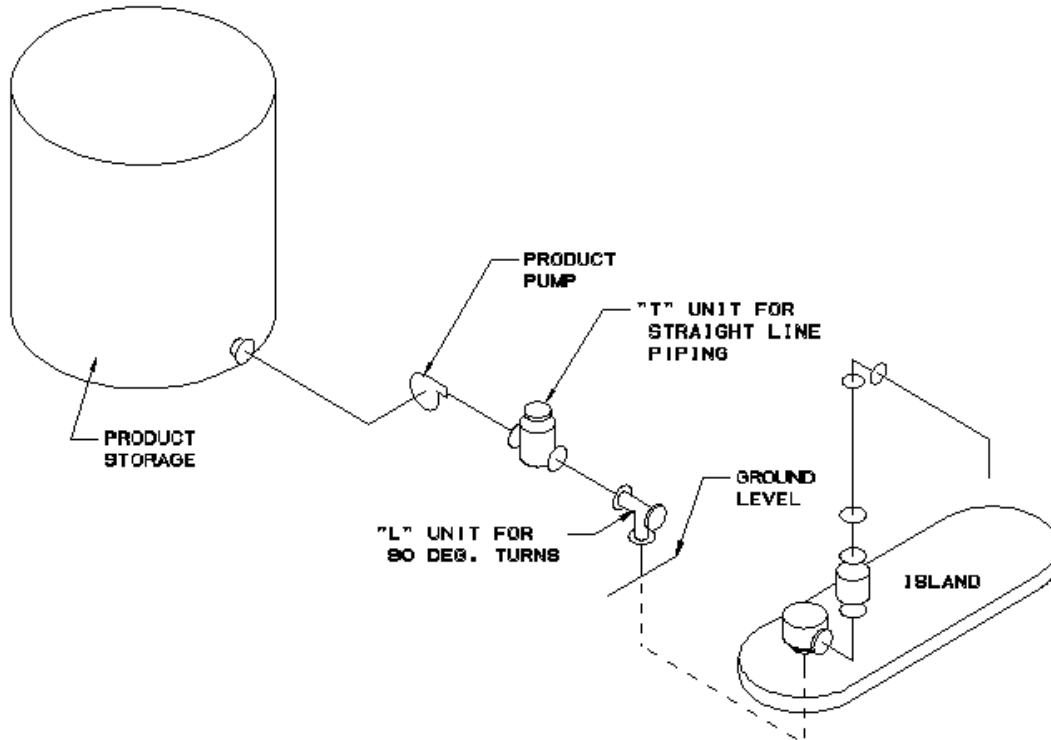 PRODUCT
PUMP
"T" UNIT FOR
STRAIGHT LINE
PIPING
PRODUCT
STORAGE
GROUND
LEVEL
"L" UNIT FOR
90 DEG. TURNS
ISLAND